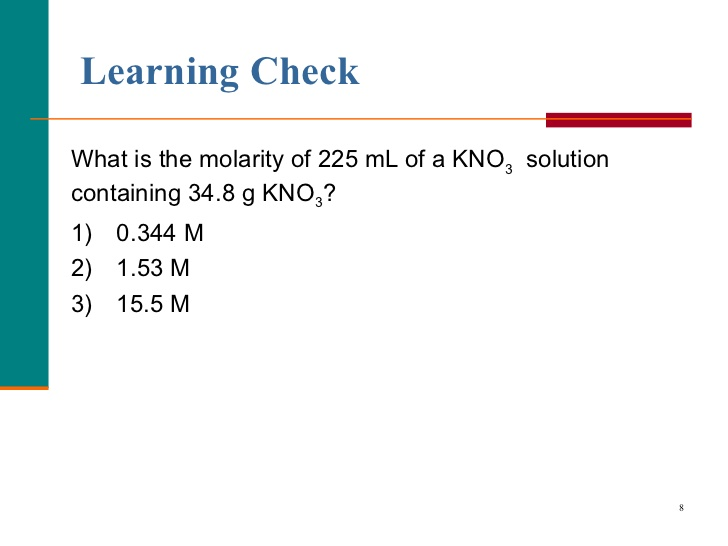 Learning Check
What is the molarity of 225 mL of a KNO₃ solution
containing 34.8 g KNO₃?
1) 0.344 M
2) 1.53 M
3) 15.5 M
8